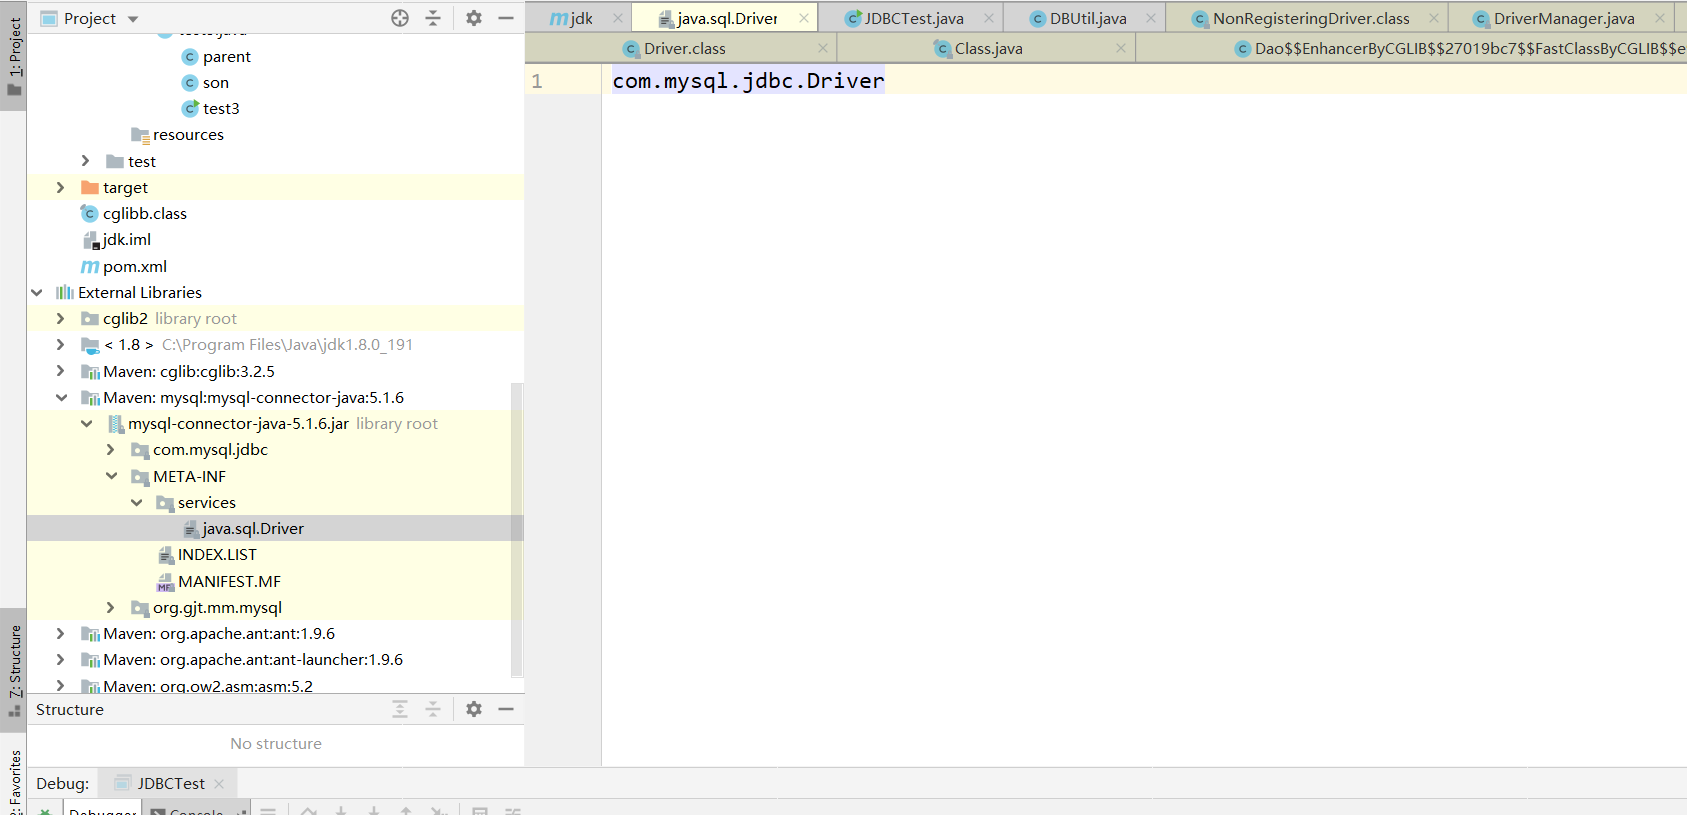 1: Project
Project
jdk
java.sql.Driver
JDBCTest.java
DBUtil.java
NonRegisteringDriver.class
DriverManager.java
Driver.class
Class.java
Dao$$EnhancerByCGLIB$$27019bc7$$FastClassByCGLIB$$e
1
com.mysql.jdbc.Driver
parent
son
test3
resources
test
target
cglibb.class
jdk.iml
pom.xml
External Libraries
cglib2 library root
< 1.8 > C:\Program Files\Java\jdk1.8.0_191
Maven: cglib:cglib:3.2.5
Maven: mysql:mysql-connector-java:5.1.6
mysql-connector-java-5.1.6.jar library root
com.mysql.jdbc
META-INF
services
java.sql.Driver
INDEX.LIST
MANIFEST.MF
org.gjt.mm.mysql
Maven: org.apache.ant:ant:1.9.6
Maven: org.apache.ant:ant-launcher:1.9.6
Maven: org.ow2.asm:asm:5.2
7: Structure
Structure
No structure
2: Favorites
Debug:
JDBCTest
Debugger
Console